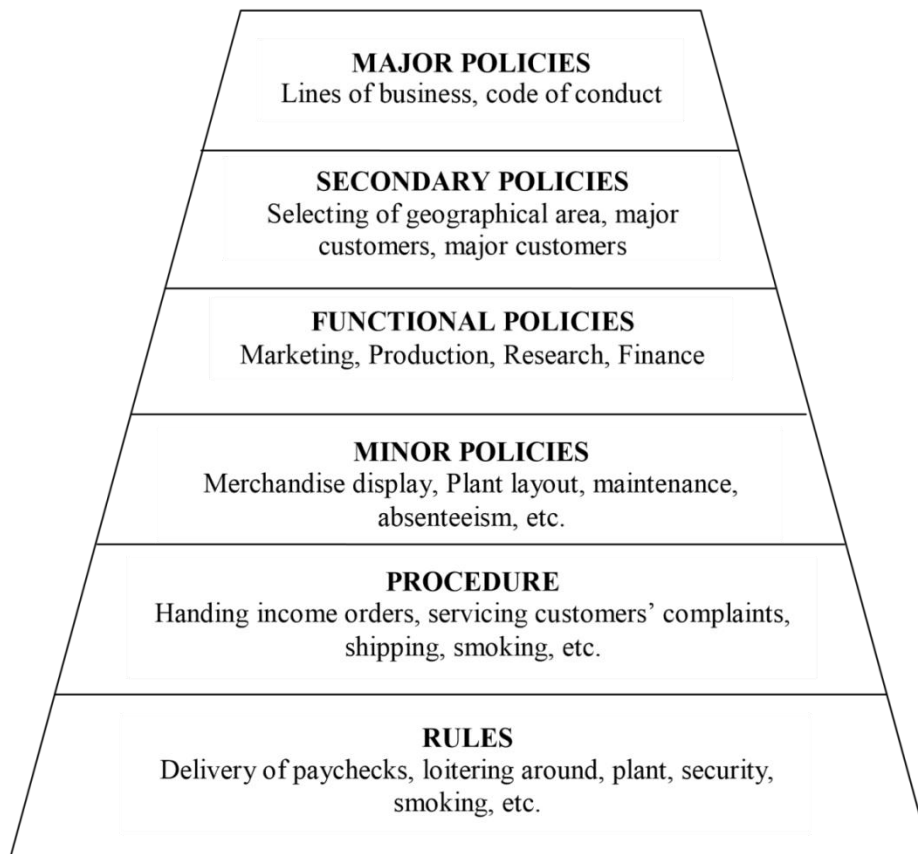 MAJOR POLICIES
Lines of business, code of conduct
SECONDARY POLICIES
Selecting of geographical area, major
customers, major customers
FUNCTIONAL POLICIES
Marketing, Production, Research, Finance
MINOR POLICIES
Merchandise display, Plant layout, maintenance,
absenteeism, etc.
PROCEDURE
Handing income orders, servicing customers’ complaints,
shipping, smoking, etc.
RULES
Delivery of paychecks, loitering around, plant, security,
smoking, etc.